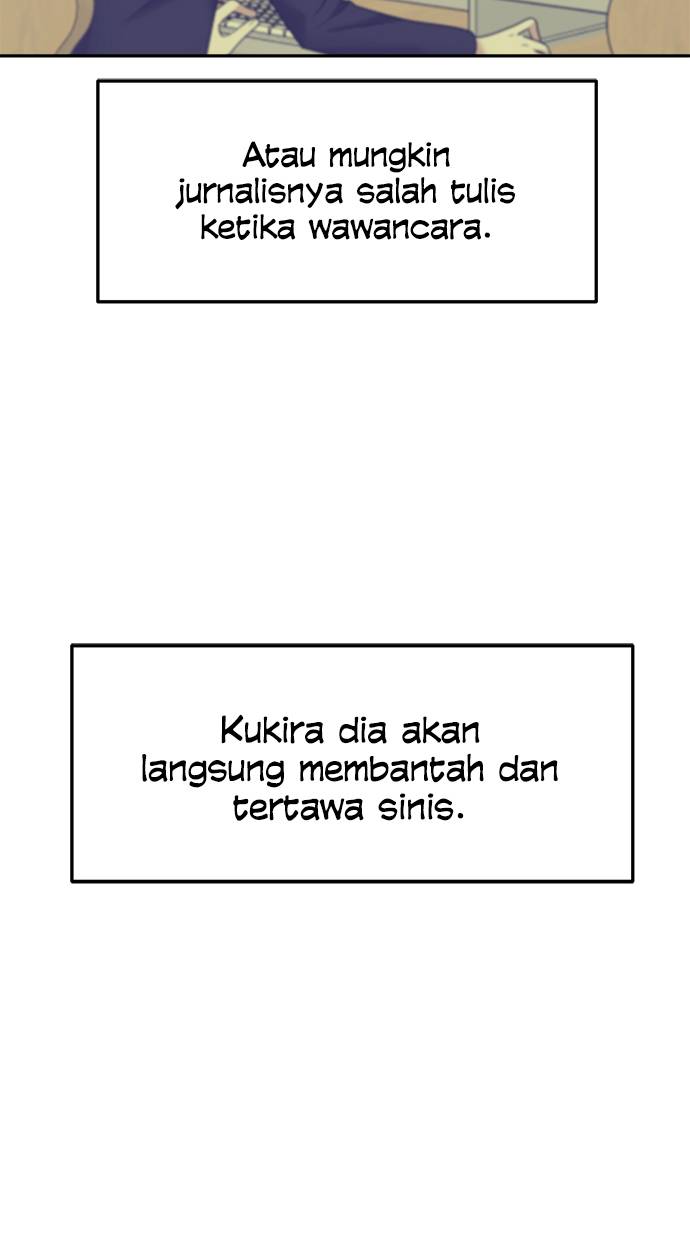 Atau mungkin
jurnalisnya salah tulis
ketika wawancara.
Kukira dia akan
langsung membantah dan
tertawa sinis.